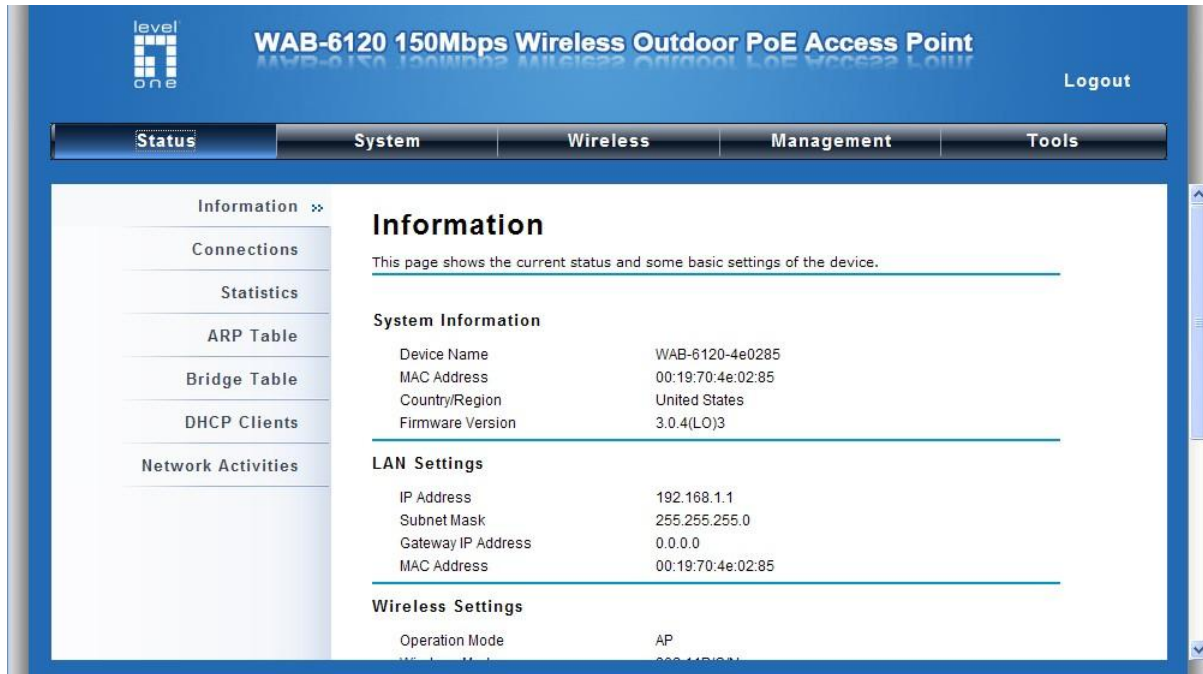 level
one
WAB-6120 150Mbps Wireless Outdoor PoE Access Point
Logout
Status
System
Wireless
Management
Tools
Information »
Connections
Statistics
ARP Table
Bridge Table
DHCP Clients
Network Activities
Information
This page shows the current status and some basic settings of the device.
System Information
Device Name WAB-6120-4e0285
MAC Address 00:19:70:4e:02:85
Country/Region United States
Firmware Version 3.0.4(LO)3
LAN Settings
IP Address 192.168.1.1
Subnet Mask 255.255.255.0
Gateway IP Address 0.0.0.0
MAC Address 00:19:70:4e:02:85
Wireless Settings
Operation Mode AP